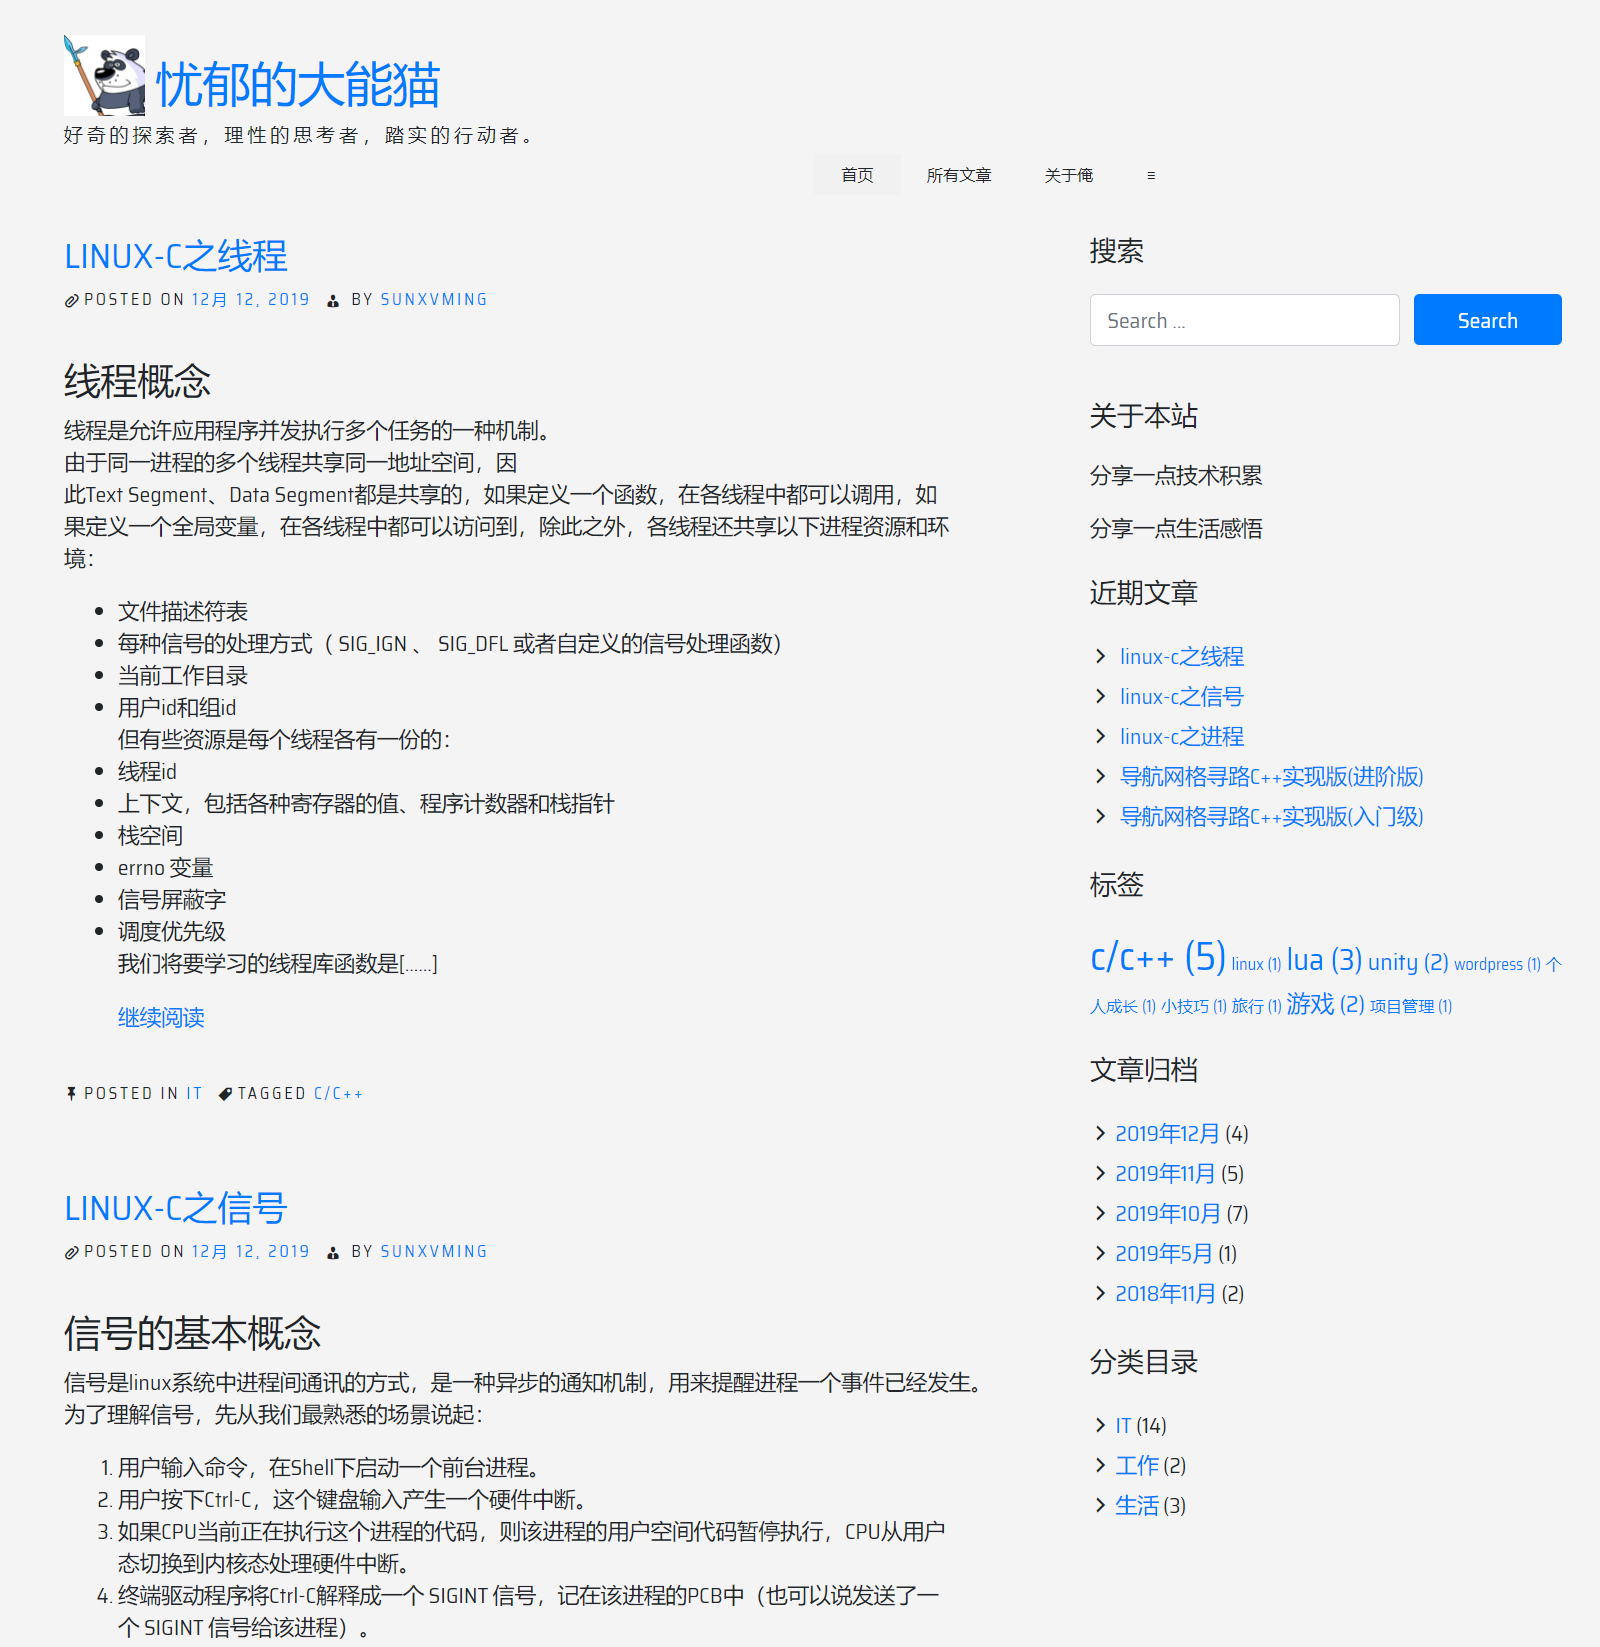 忧郁的大能猫
好奇的探索者，理性的思考者，踏实的行动者。
首页 所有文章 关于俺 ≡
LINUX-C之线程
POSTED ON 12月 12, 2019 BY SUNXVMING
线程概念
线程是允许应用程序并发执行多个任务的一种机制。
由于同一进程的多个线程共享同一地址空间，因
此Text Segment、Data Segment都是共享的，如果定义一个函数，在各线程中都可以调用，如
果定义一个全局变量，在各线程中都可以访问到，除此之外，各线程还共享以下进程资源和环
境：
• 文件描述符表
• 每种信号的处理方式（ SIG_IGN 、 SIG_DFL 或者自定义的信号处理函数）
• 当前工作目录
• 用户id和组id
但有些资源是每个线程各有一份的：
• 线程id
• 上下文，包括各种寄存器的值、程序计数器和栈指针
• 栈空间
• errno 变量
• 信号屏蔽字
• 调度优先级
我们将要学习的线程库函数是[……]
继续阅读
POSTED IN IT TAGGED C/C++
LINUX-C之信号
POSTED ON 12月 12, 2019 BY SUNXVMING
信号的基本概念
信号是linux系统中进程间通讯的方式，是一种异步的通知机制，用来提醒进程一个事件已经发生。
为了理解信号，先从我们最熟悉的场景说起：
1. 用户输入命令，在Shell下启动一个前台进程。
2. 用户按下Ctrl-C，这个键盘输入产生一个硬件中断。
3. 如果CPU当前正在执行这个进程的代码，则该进程的用户空间代码暂停执行，CPU从用户
态切换到内核态处理硬件中断。
4. 终端驱动程序将Ctrl-C解释成一个 SIGINT 信号，记在该进程的PCB中（也可以说发送了一
个 SIGINT 信号给该进程）。
搜索
Search …
Search
关于本站
分享一点技术积累
分享一点生活感悟
近期文章
linux-c之线程
linux-c之信号
linux-c之进程
导航网格寻路C++实现版(进阶版)
导航网格寻路C++实现版(入门级)
标签
c/c++ (5) linux (1) lua (3) unity (2) wordpress (1) 个
人成长 (1) 小技巧 (1) 旅行 (1) 游戏 (2) 项目管理 (1)
文章归档
2019年12月 (4)
2019年11月 (5)
2019年10月 (7)
2019年5月 (1)
2018年11月 (2)
分类目录
IT (14)
工作 (2)
生活 (3)